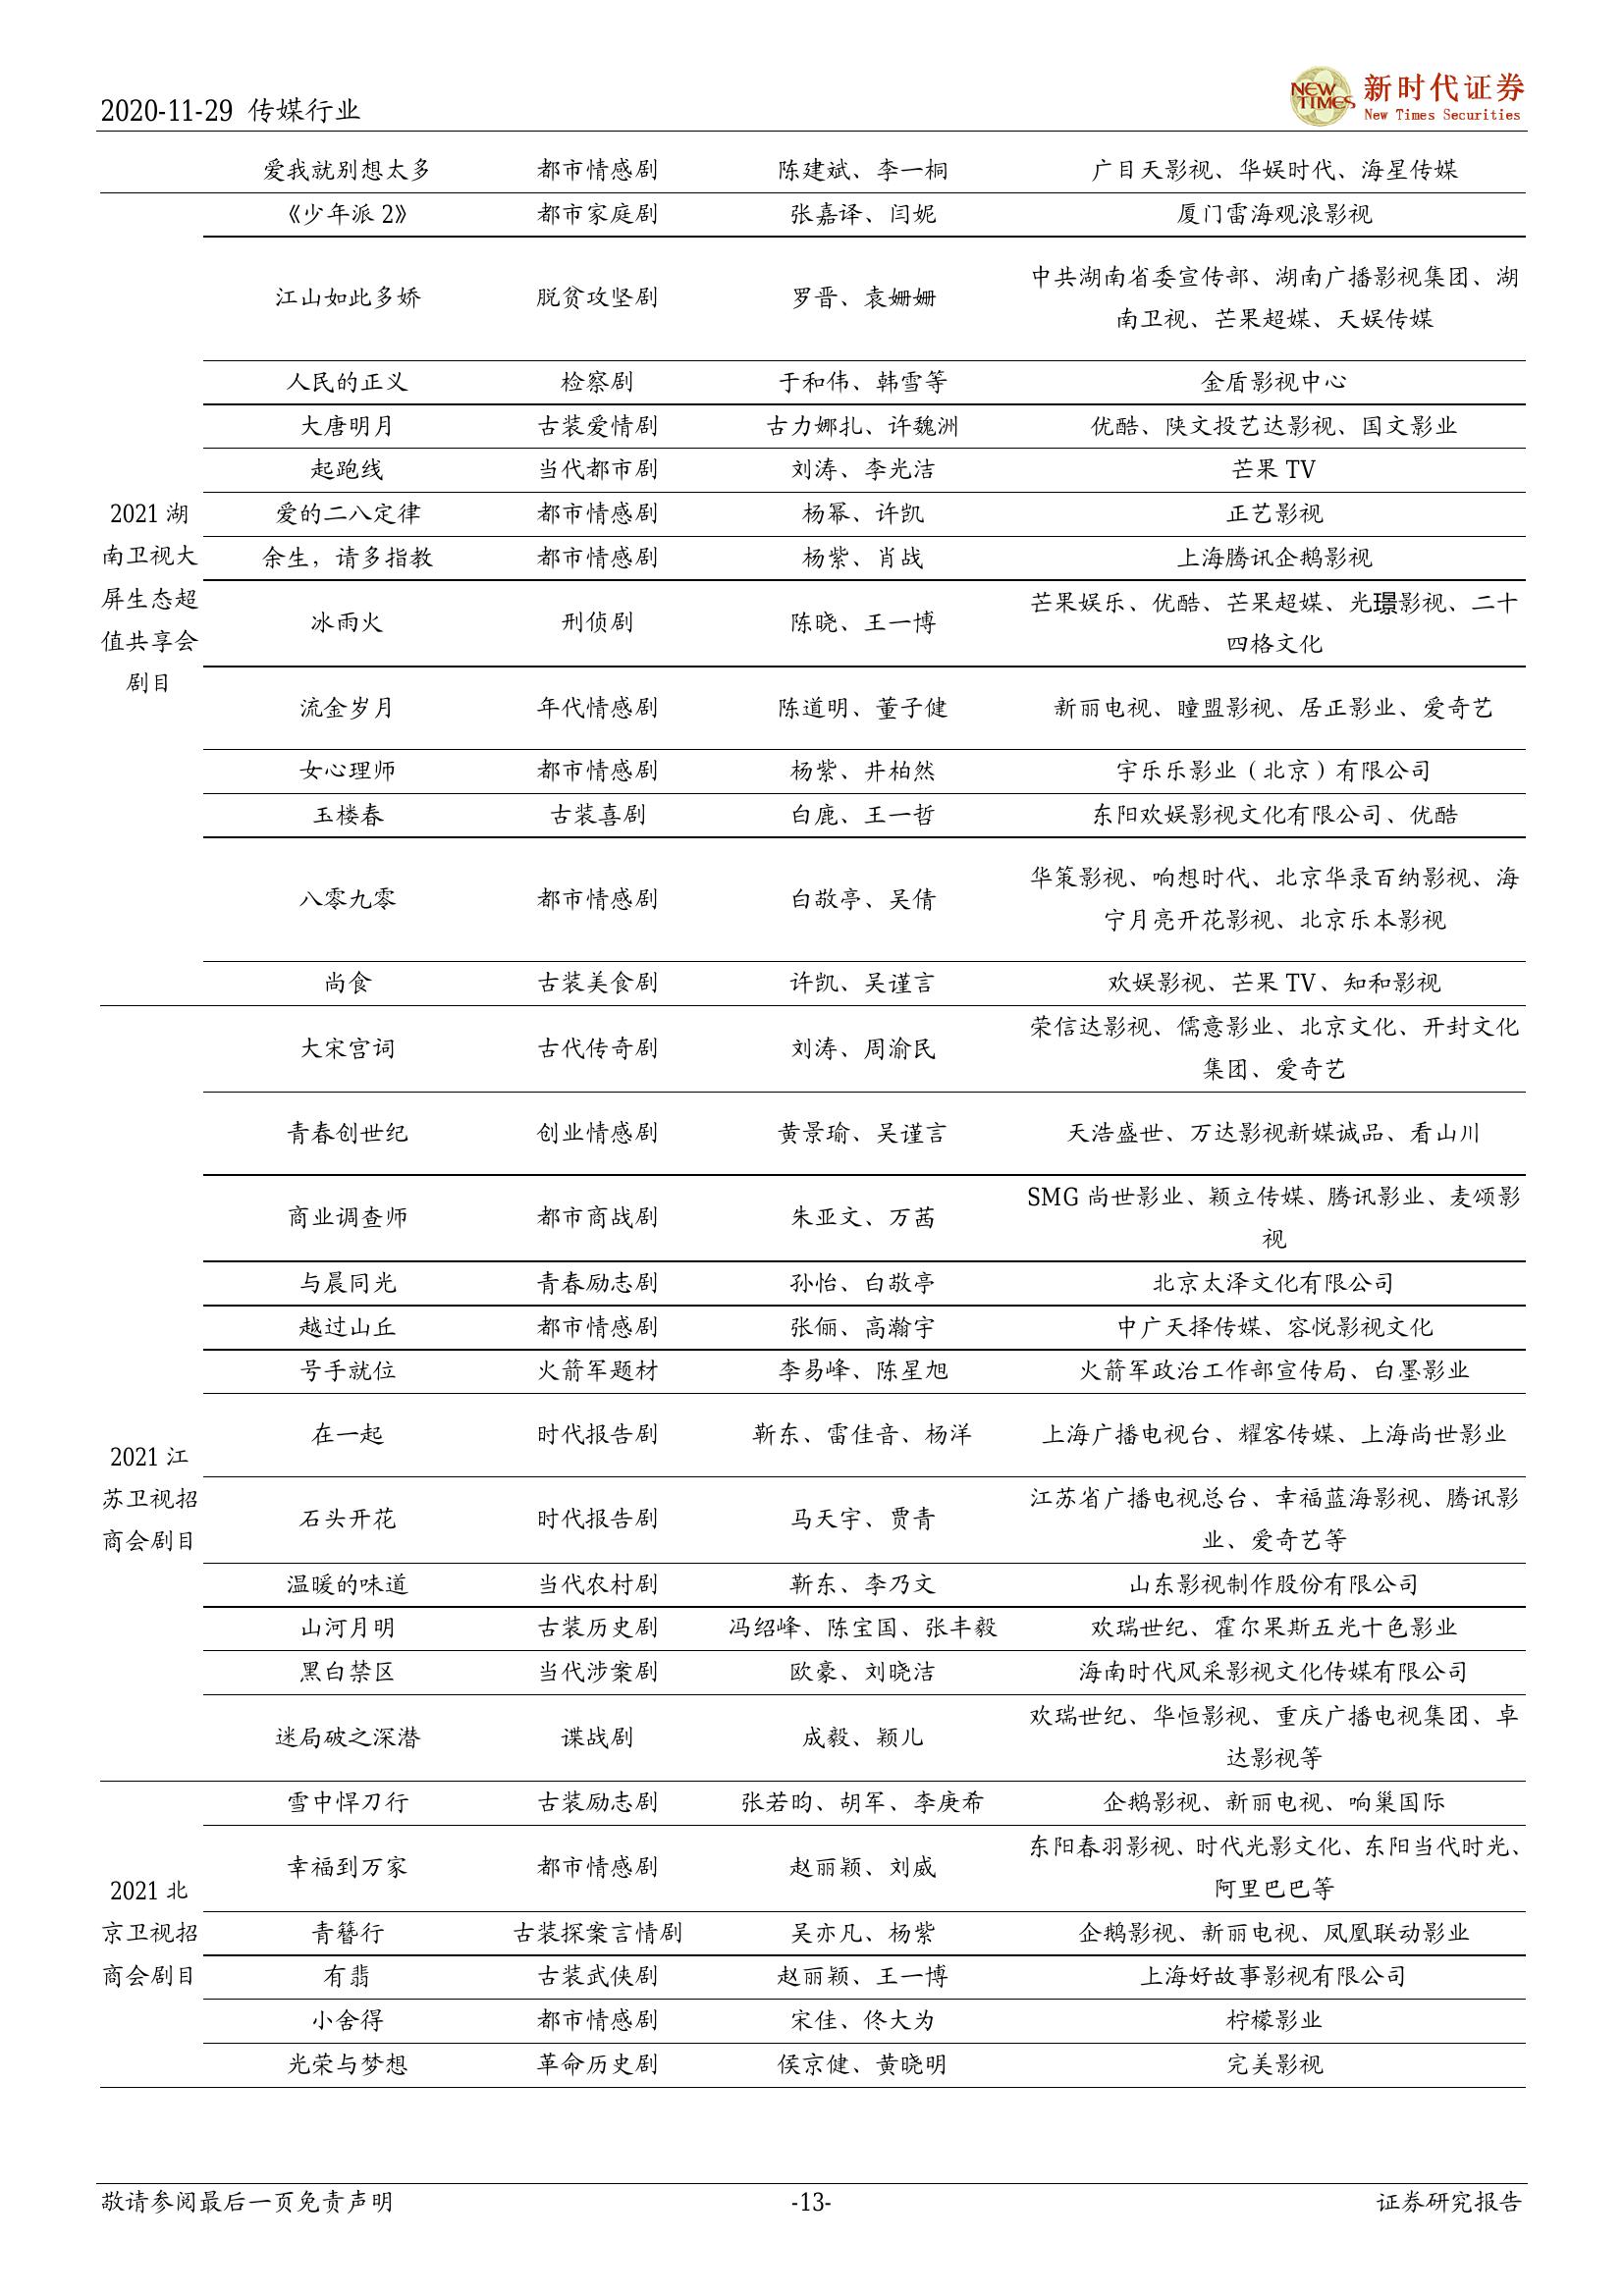 2020-11-29 传媒行业
NEW TIMES 新时代证券
New Times Securities
爱我就别想太多 都市情感剧 陈建斌、李一桐 广目天影视、华娱时代、海星传媒
《少年派 2》 都市家庭剧 张嘉译、闫妮 厦门雷海观浪影视
江山如此多娇 脱贫攻坚剧 罗晋、袁姗姗 中共湖南省委宣传部、湖南广播影视集团、湖
南卫视、芒果超媒、天娱传媒
人民的正义 检察剧 于和伟、韩雪等 金盾影视中心
大唐明月 古装爱情剧 古力娜扎、许魏洲 优酷、陕文投艺达影视、国文影业
起跑线 当代都市剧 刘涛、李光洁 芒果 TV
2021 湖
南卫视大
屏生态超
值共享会
剧目
爱的二八定律 都市情感剧 杨幂、许凯 正艺影视
余生，请多指教 都市情感剧 杨紫、肖战 上海腾讯企鹅影视
冰雨火 刑侦剧 陈晓、王一博 芒果娱乐、优酷、芒果超媒、光璟影视、二十
四格文化
流金岁月 年代情感剧 陈道明、董子健 新丽电视、瞳盟影视、居正影业、爱奇艺
女心理师 都市情感剧 杨紫、井柏然 宇乐乐影业（北京）有限公司
玉楼春 古装喜剧 白鹿、王一哲 东阳欢娱影视文化有限公司、优酷
八零九零 都市情感剧 白敬亭、吴倩 华策影视、响想时代、北京华录百纳影视、海
宁月亮开花影视、北京乐本影视
尚食 古装美食剧 许凯、吴谨言 欢娱影视、芒果 TV、知和影视
大宋宫词 古代传奇剧 刘涛、周渝民 荣信达影视、儒意影业、北京文化、开封文化
集团、爱奇艺
青春创世纪 创业情感剧 黄景瑜、吴谨言 天浩盛世、万达影视新媒诚品、看山川
商业调查师 都市商战剧 朱亚文、万茜 SMG 尚世影业、颖立传媒、腾讯影业、麦颂影
视
与晨同光 青春励志剧 孙怡、白敬亭 北京太泽文化有限公司
越过山丘 都市情感剧 张俪、高瀚宇 中广天择传媒、容悦影视文化
号手就位 火箭军题材 李易峰、陈星旭 火箭军政治工作部宣传局、白墨影业
2021 江
苏卫视招
商会剧目
在一起 时代报告剧 靳东、雷佳音、杨洋 上海广播电视台、耀客传媒、上海尚世影业
石头开花 时代报告剧 马天宇、贾青 江苏省广播电视总台、幸福蓝海影视、腾讯影
业、爱奇艺等
温暖的味道 当代农村剧 靳东、李乃文 山东影视制作股份有限公司
山河月明 古装历史剧 冯绍峰、陈宝国、张丰毅 欢瑞世纪、霍尔果斯五光十色影业
黑白禁区 当代涉案剧 欧豪、刘晓洁 海南时代风采影视文化传媒有限公司
迷局破之深潜 谍战剧 成毅、颖儿 欢瑞世纪、华恒影视、重庆广播电视集团、卓
达影视等
雪中悍刀行 古装励志剧 张若昀、胡军、李庚希 企鹅影视、新丽电视、响巢国际
幸福到万家 都市情感剧 赵丽颖、刘威 东阳春羽影视、时代光影文化、东阳当代时光、
阿里巴巴等
2021 北
京卫视招
商会剧目
青簪行 古装探案言情剧 吴亦凡、杨紫 企鹅影视、新丽电视、凤凰联动影业
有翡 古装武侠剧 赵丽颖、王一博 上海好故事影视有限公司
小舍得 都市情感剧 宋佳、佟大为 柠檬影业
光荣与梦想 革命历史剧 侯京健、黄晓明 完美影视
敬请参阅最后一页免责声明 -13- 证券研究报告